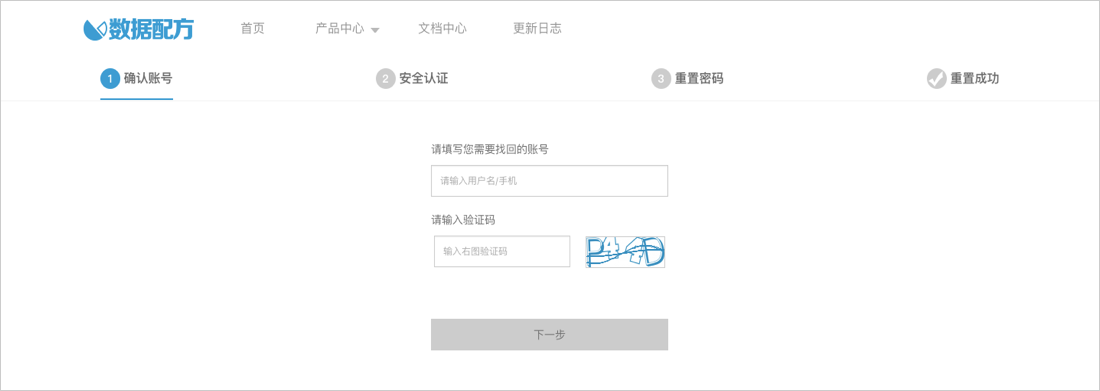 数据配方 首页 产品中心 文档中心 更新日志
1 确认账号 2 安全认证 3 重置密码 重置成功
请填写您需要找回的账号
请输入用户名/手机
请输入验证码
输入右图验证码 P44D
下一步